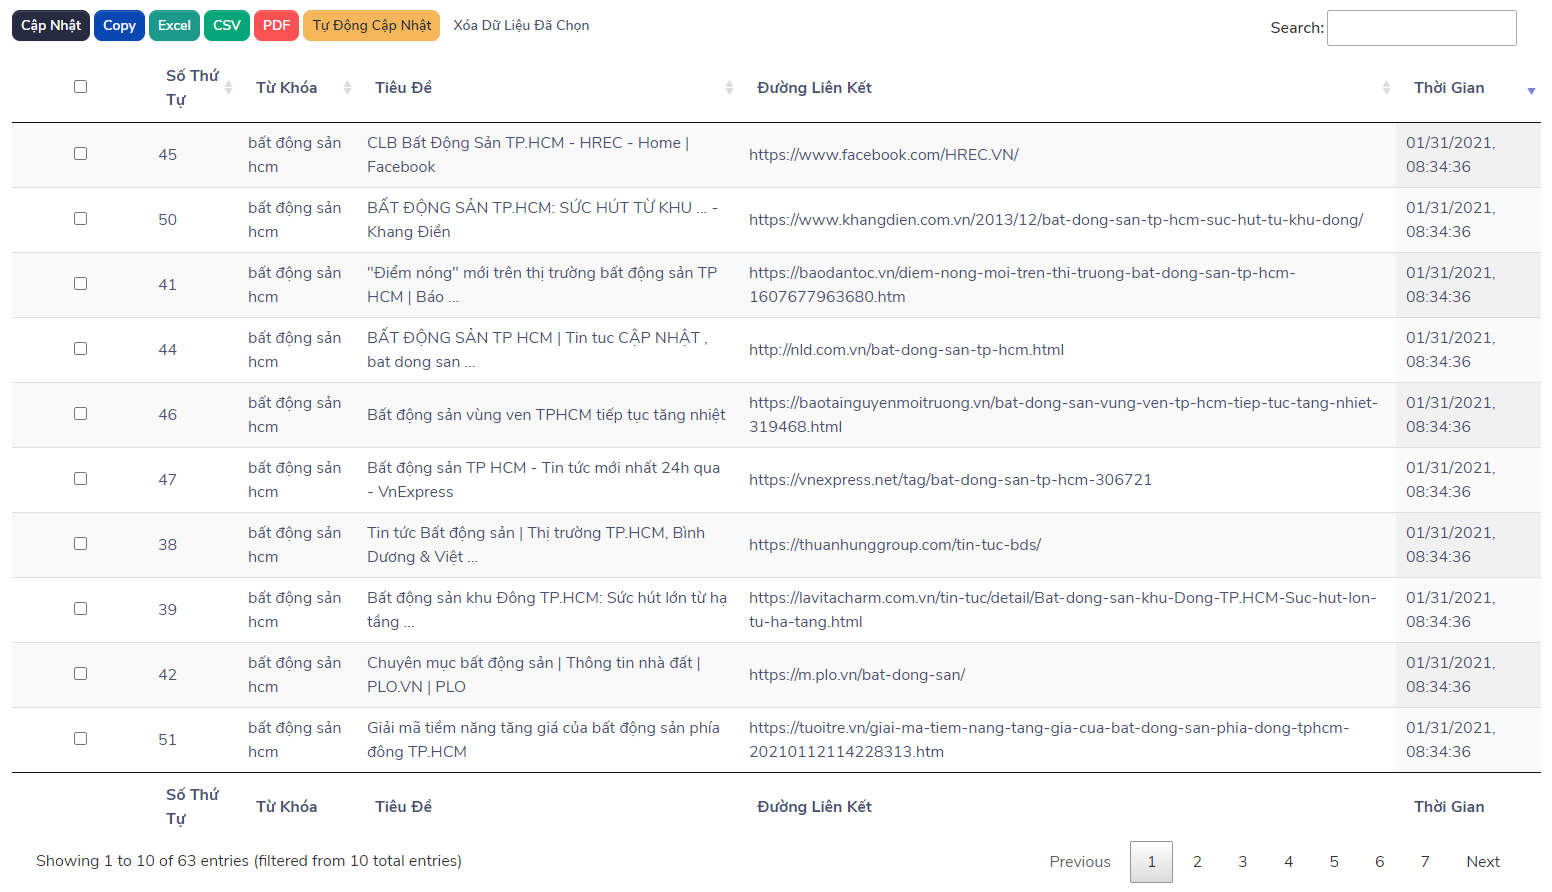 Cập Nhật Copy Excel CSV PDF Tự Động Cập Nhật Xóa Dữ Liệu Đã Chọn Search:
Số Thứ Tự Từ Khóa Tiêu Đề Đường Liên Kết Thời Gian
45 bất động sản hcm CLB Bất Động Sản TP.HCM - HREC - Home | Facebook https://www.facebook.com/HREC.VN/ 01/31/2021, 08:34:36
50 bất động sản hcm BẤT ĐỘNG SẢN TP.HCM: SỨC HÚT TỪ KHU ... - Khang Điền https://www.khangdien.com.vn/2013/12/bat-dong-san-tp-hcm-suc-hut-tu-khu-dong/ 01/31/2021, 08:34:36
41 bất động sản hcm "Điểm nóng" mới trên thị trường bất động sản TP HCM | Báo ... https://baodantoc.vn/diem-nong-moi-tren-thi-truong-bat-dong-san-tp-hcm-1607677963680.htm 01/31/2021, 08:34:36
44 bất động sản hcm BẤT ĐỘNG SẢN TP HCM | Tin tuc CẬP NHẬT , bat dong san ... http://nld.com.vn/bat-dong-san-tp-hcm.html 01/31/2021, 08:34:36
46 bất động sản hcm Bất động sản vùng ven TPHCM tiếp tục tăng nhiệt https://baotainguyenmoitruong.vn/bat-dong-san-vung-ven-tp-hcm-tiep-tuc-tang-nhiet-319468.html 01/31/2021, 08:34:36
47 bất động sản hcm Bất động sản TP HCM - Tin tức mới nhất 24h qua - VnExpress https://vnexpress.net/tag/bat-dong-san-tp-hcm-306721 01/31/2021, 08:34:36
38 bất động sản hcm Tin tức Bất động sản | Thị trường TP.HCM, Bình Dương & Việt ... https://thuanhunggroup.com/tin-tuc-bds/ 01/31/2021, 08:34:36
39 bất động sản hcm Bất động sản khu Đông TP.HCM: Sức hút lớn từ hạ tầng ... https://lavitacharm.com.vn/tin-tuc/detail/Bat-dong-san-khu-Dong-TP.HCM-Suc-hut-lon-tu-ha-tang.html 01/31/2021, 08:34:36
42 bất động sản hcm Chuyên mục bất động sản | Thông tin nhà đất | PLO.VN | PLO https://m.plo.vn/bat-dong-san/ 01/31/2021, 08:34:36
51 bất động sản hcm Giải mã tiềm năng tăng giá của bất động sản phía đông TP.HCM https://tuoitre.vn/giai-ma-tiem-nang-tang-gia-cua-bat-dong-san-phia-dong-tphcm-20210112114228313.htm 01/31/2021, 08:34:36
Số Thứ Tự Từ Khóa Tiêu Đề Đường Liên Kết Thời Gian
Showing 1 to 10 of 63 entries (filtered from 10 total entries) Previous 1 2 3 4 5 6 7 Next